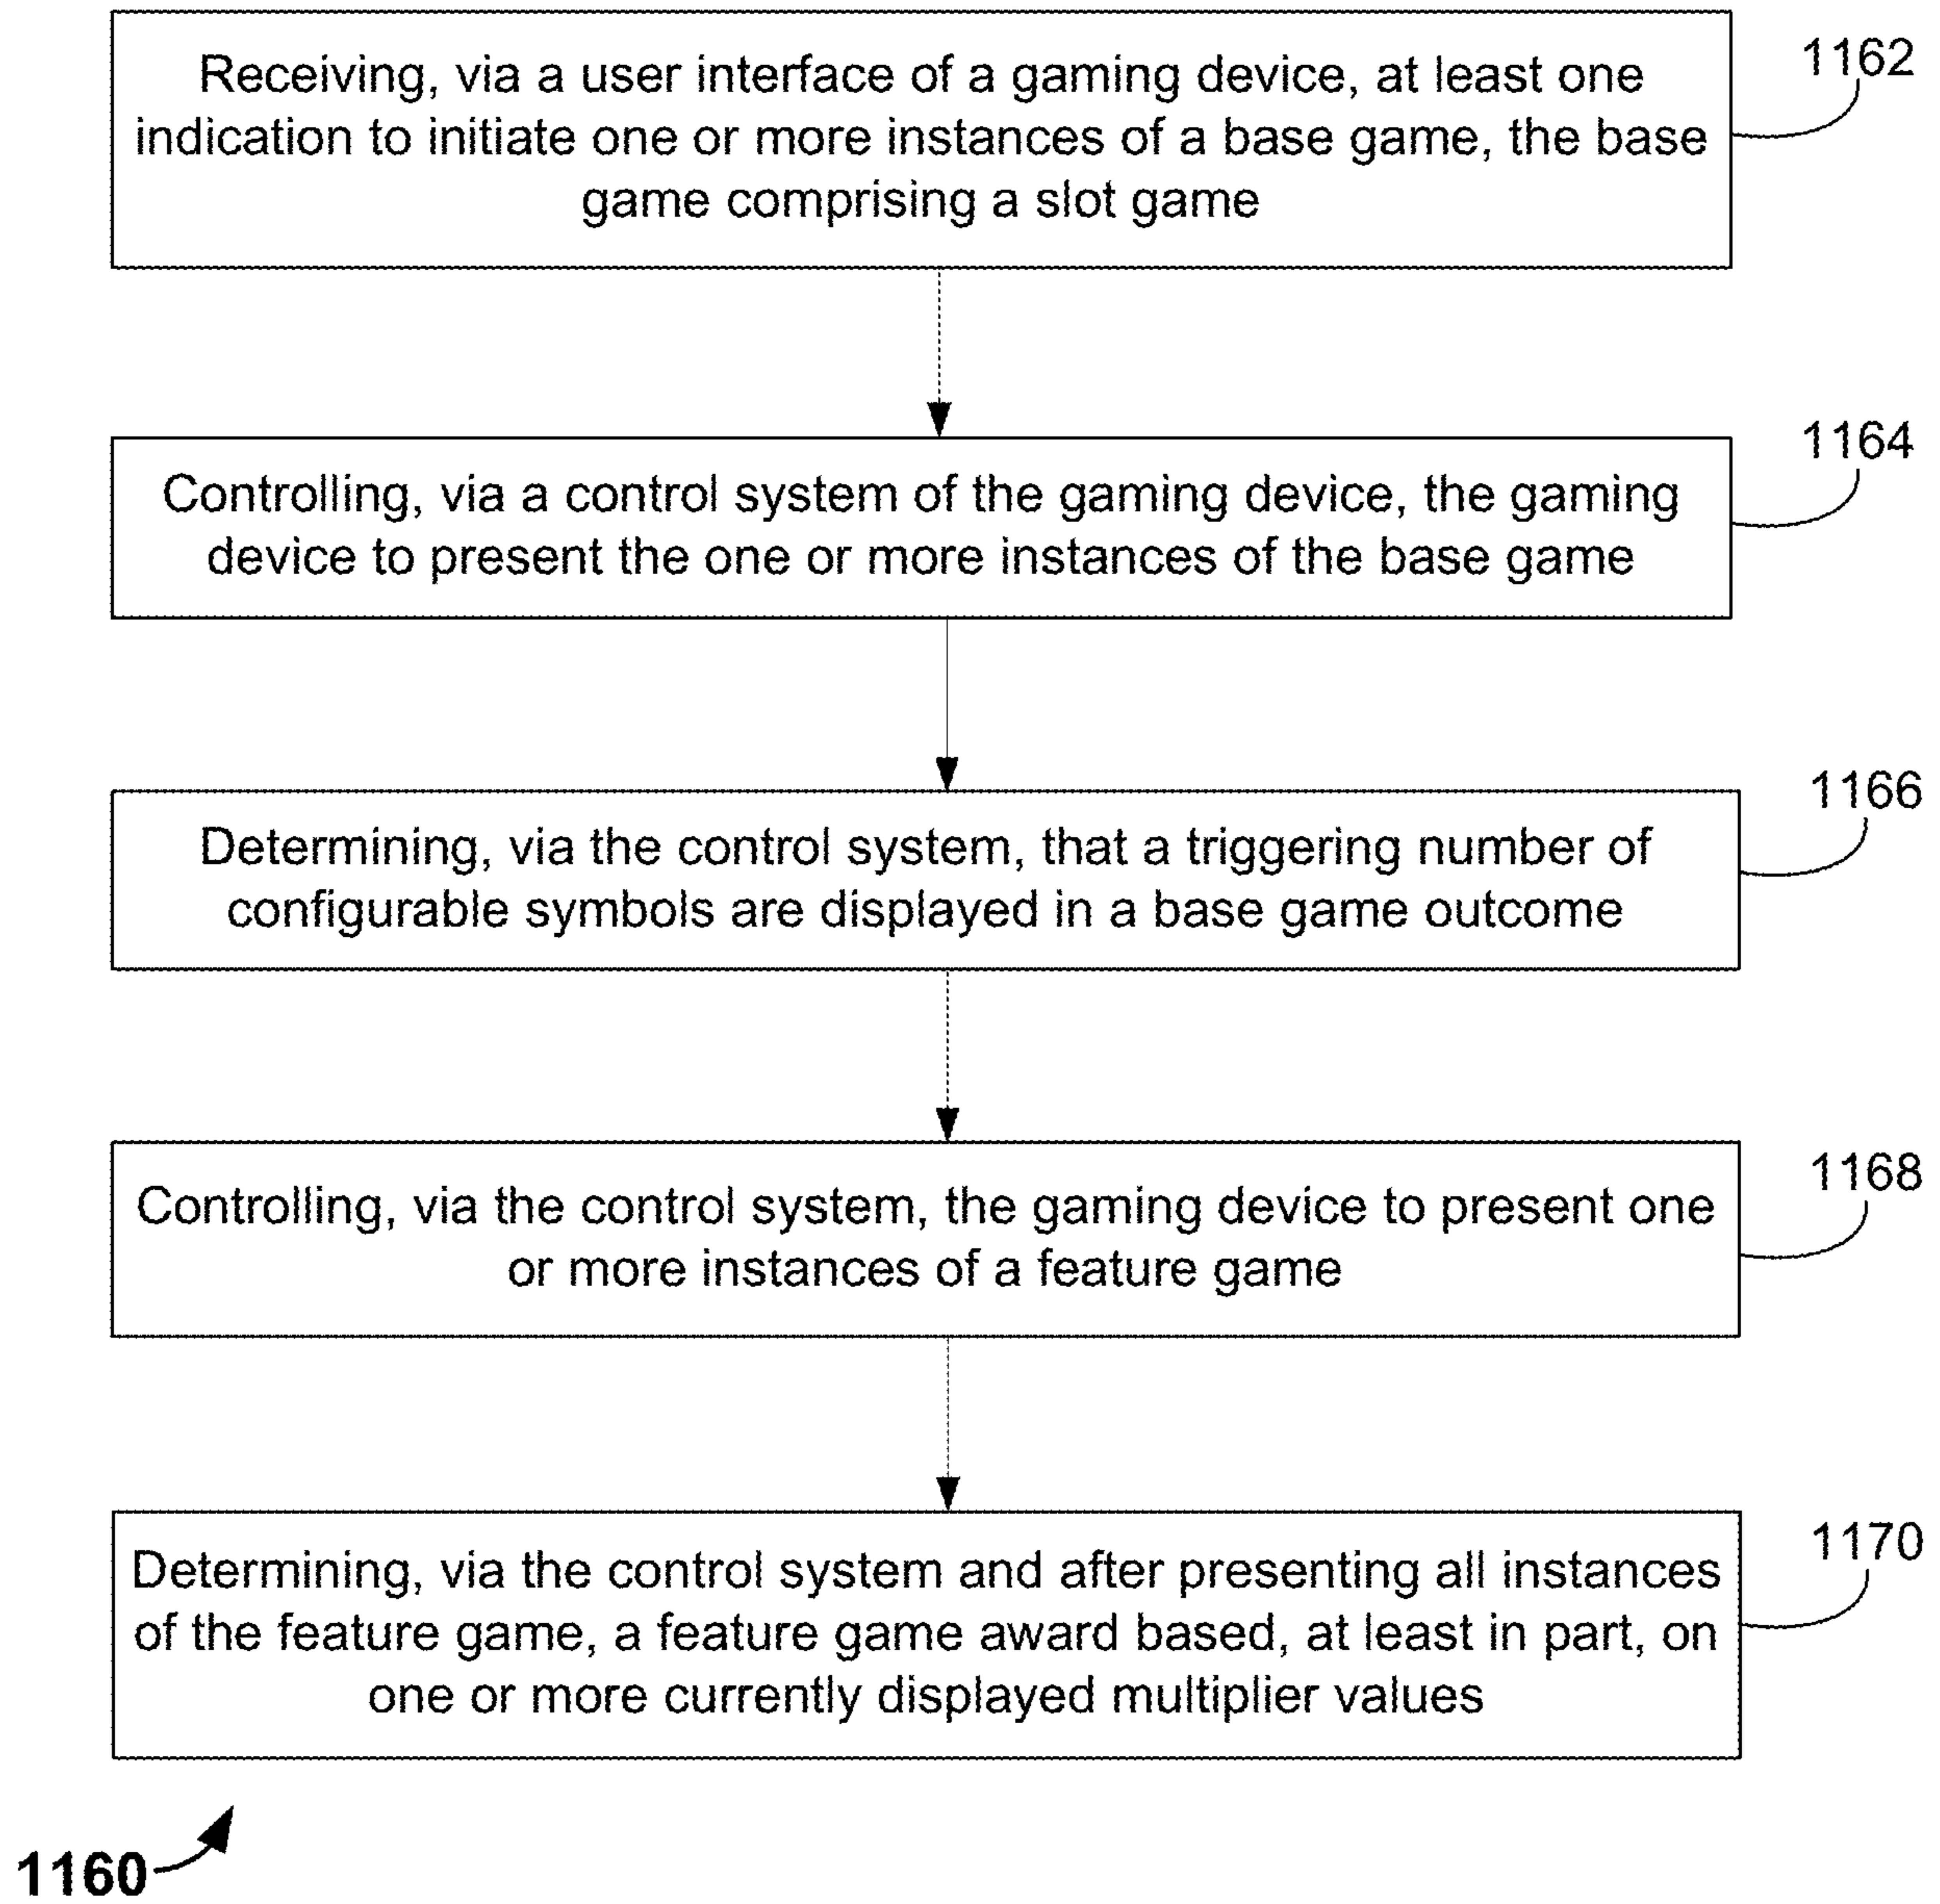 Receiving, via a user interface of a gaming device, at least one
indication to initiate one or more instances of a base game, the base
game comprising a slot game
1162
Controlling, via a control system of the gaming device, the gaming
device to present the one or more instances of the base game
1164
Determining, via the control system, that a triggering number of
configurable symbols are displayed in a base game outcome
1166
Controlling, via the control system, the gaming device to present one
or more instances of a feature game
1168
Determining, via the control system and after presenting all instances
of the feature game, a feature game award based, at least in part, on
one or more currently displayed multiplier values
1170
1160